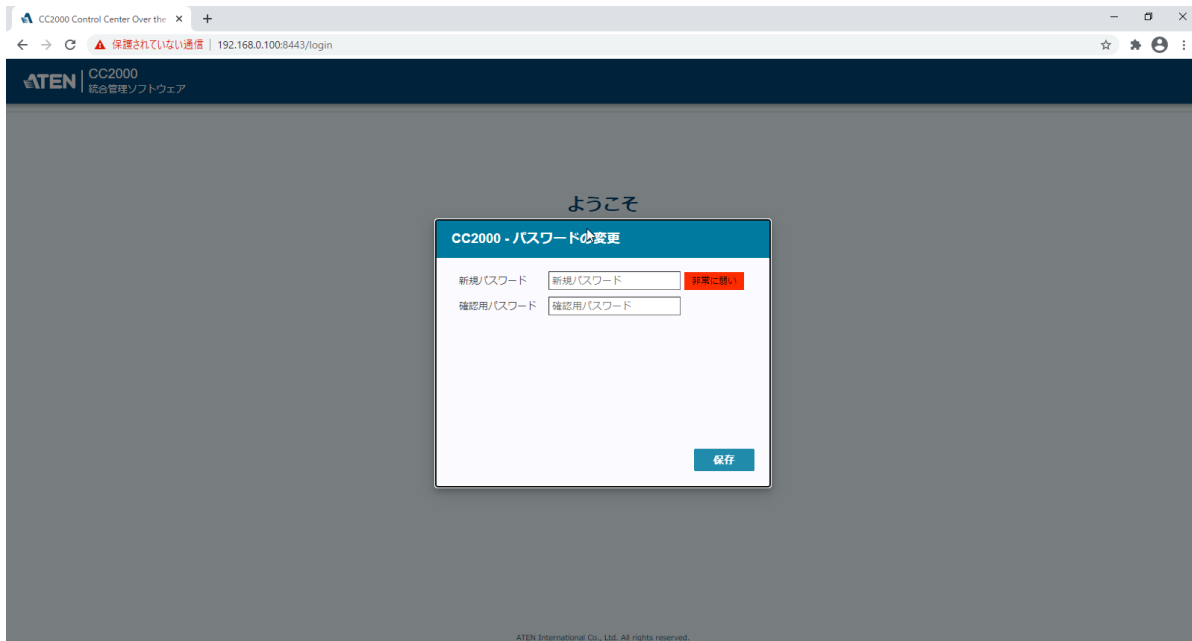 CC2000 Control Center Over the
保護されていない通信 | 192.168.0.100:8443/login
ATEN
CC2000
統合管理ソフトウェア
ようこそ
CC2000 - パスワードの変更
新規パスワード 新規パスワード 非常に弱い
確認用パスワード 確認用パスワード
保存
ATEN International Co., Ltd. All rights reserved.